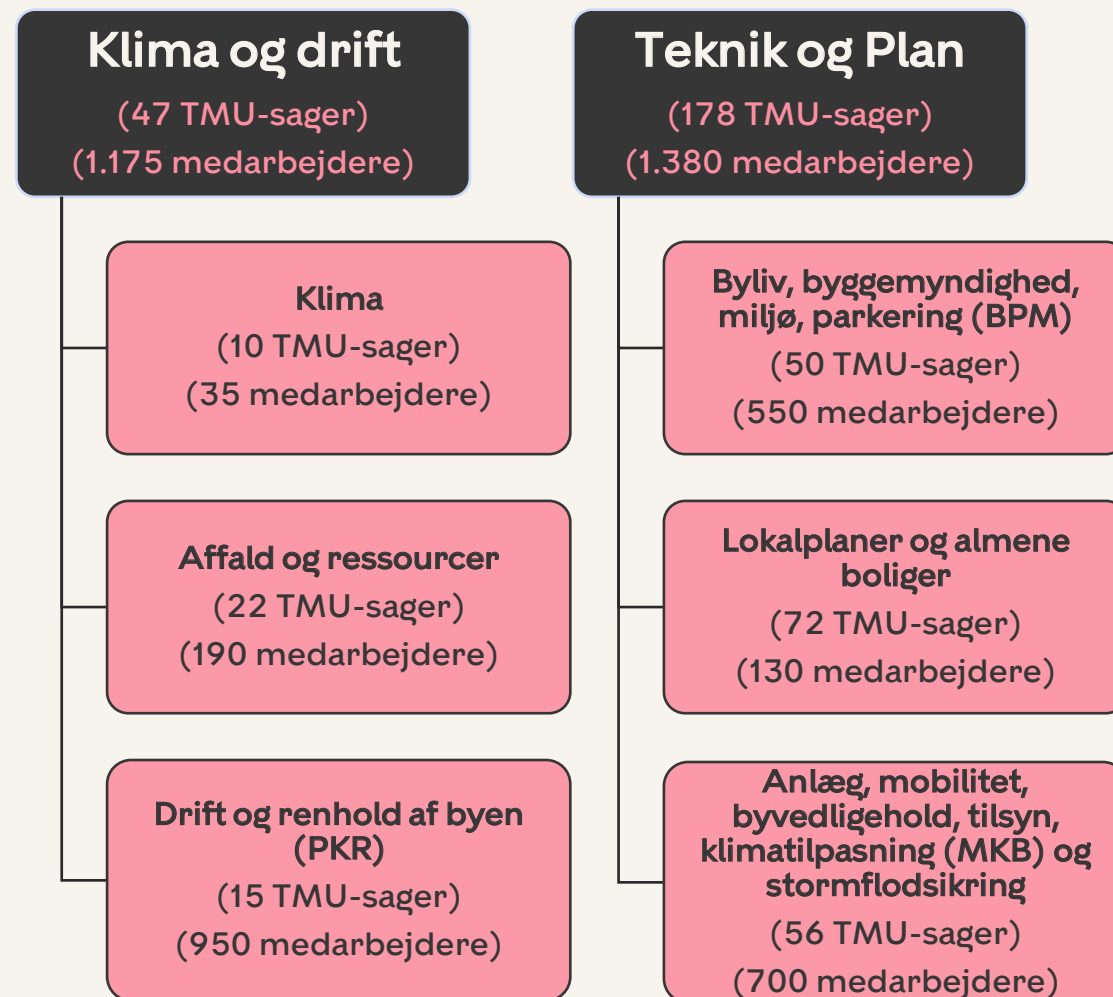 Klima og drift
(47 TMU-sager)
(1.175 medarbejdere)
Klima
(10 TMU-sager)
(35 medarbejdere)
Affald og ressourcer
(22 TMU-sager)
(190 medarbejdere)
Drift og renhold af byen
(PKR)
(15 TMU-sager)
(950 medarbejdere)
Teknik og Plan
(178 TMU-sager)
(1.380 medarbejdere)
Byliv, byggemyndighed,
miljø, parkering (BPM)
(50 TMU-sager)
(550 medarbejdere)
Lokalplaner og almene
boliger
(72 TMU-sager)
(130 medarbejdere)
Anlæg, mobilitet,
byvedligehold, tilsyn,
klimatilpasning (MKB) og
stormflodsikring
(56 TMU-sager)
(700 medarbejdere)